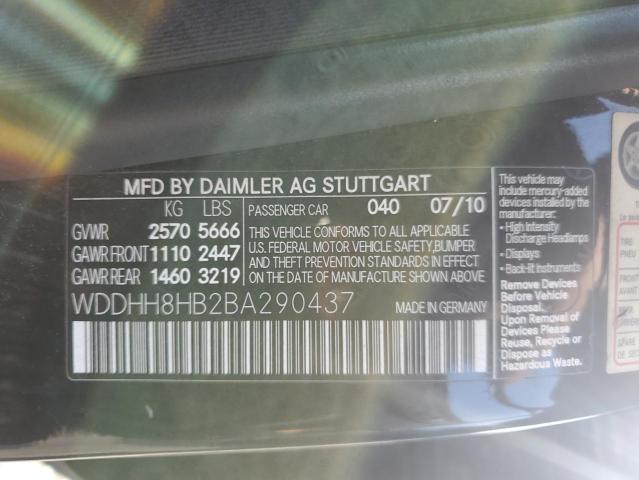 MFD BY DAIMLER AG STUTTGART
KG LBS PASSENGER CAR 040 07/10
GVWR 2570 5666
GAWR FRONT 1110 2447
GAWR REAR 1460 3219
THIS VEHICLE CONFORMS TO ALL APPLICABLE
U.S. FEDERAL MOTOR VEHICLE SAFETY, BUMPER
AND THEFT PREVENTION STANDARDS IN EFFECT
ON THE DATE OF MANUFACTURE SHOWN ABOVE
WDDHH8HB2BA290437 MADE IN GERMANY
This vehicle may
include mercury-added
devices installed by the
manufacturer:
- High Intensity
Discharge Headlamps
- Displays
- Back-lit Instruments
Remove Devices
Before Vehicle
Disposal.
Upon Removal of
Devices Please
Reuse, Recycle
or Dispose as
Hazardous Waste.
TIRE
PNEU
SPARE
DE